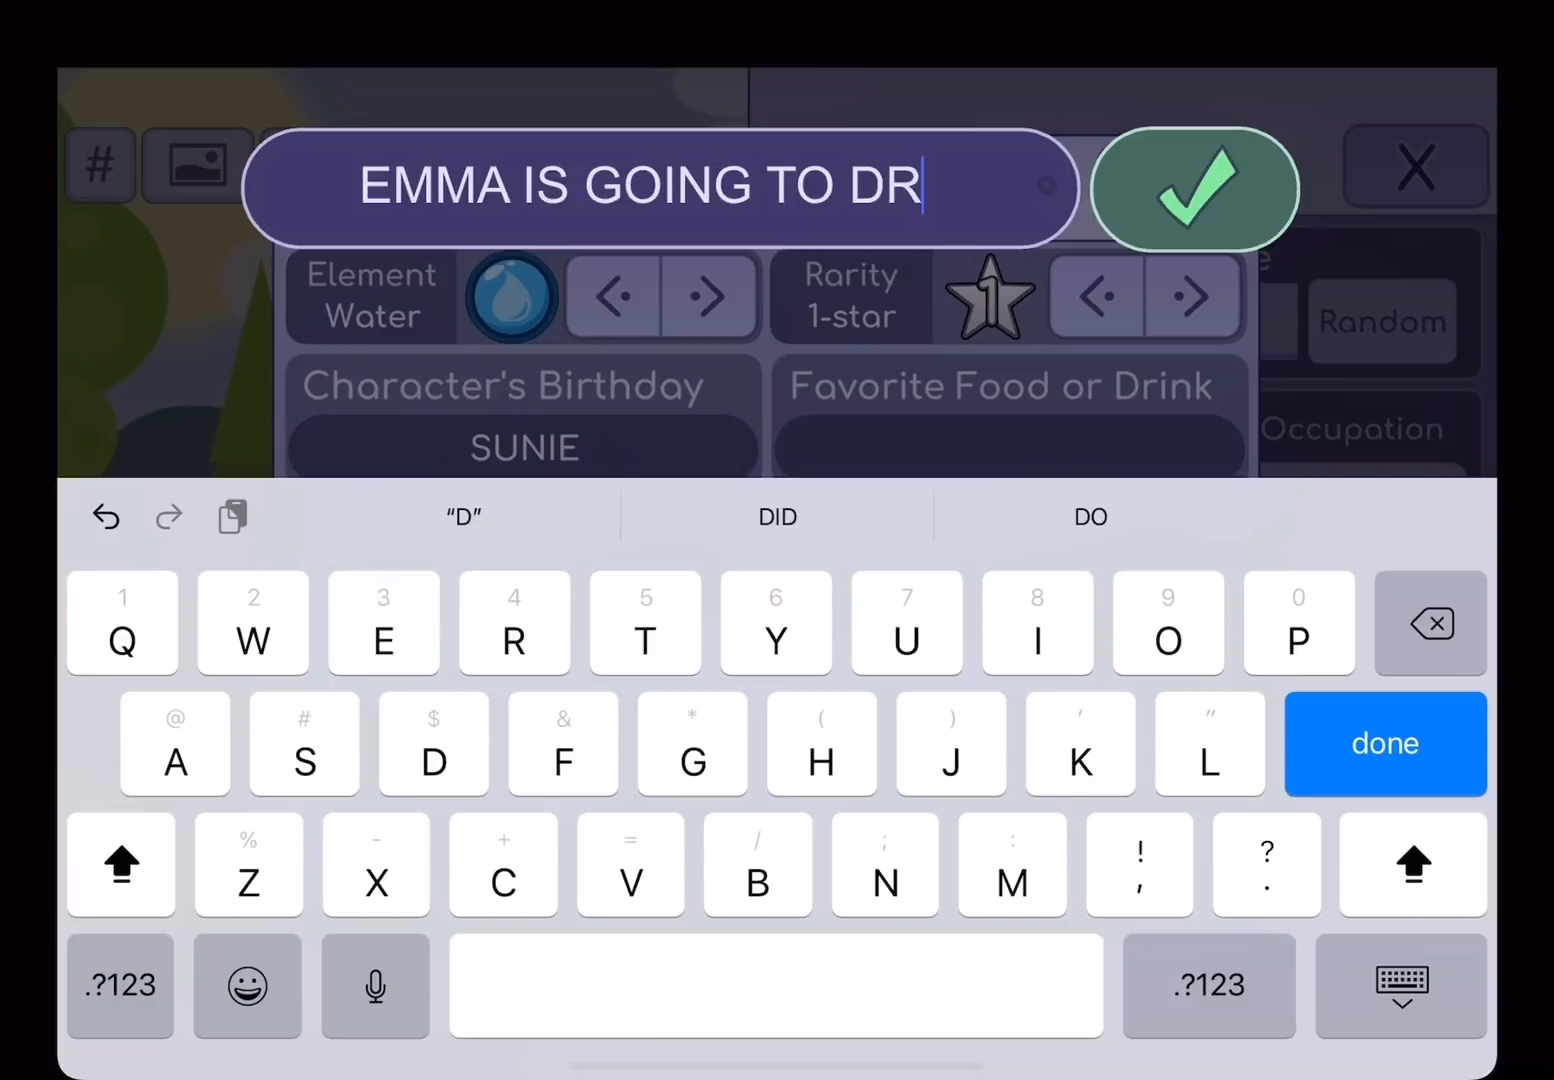 #
EMMA IS GOING TO DR
X
Element
Water
Rarity
1-star
1
Random
Character's Birthday
Favorite Food or Drink
SUNIE
Occupation
“D” DID DO
1 2 3 4 5 6 7 8 9 0
Q W E R T Y U I O P
@ # $ & * ( ) ' "
A S D F G H J K L done
% - + = / ; : ! ?
Z X C V B N M , .
.?123 .?123